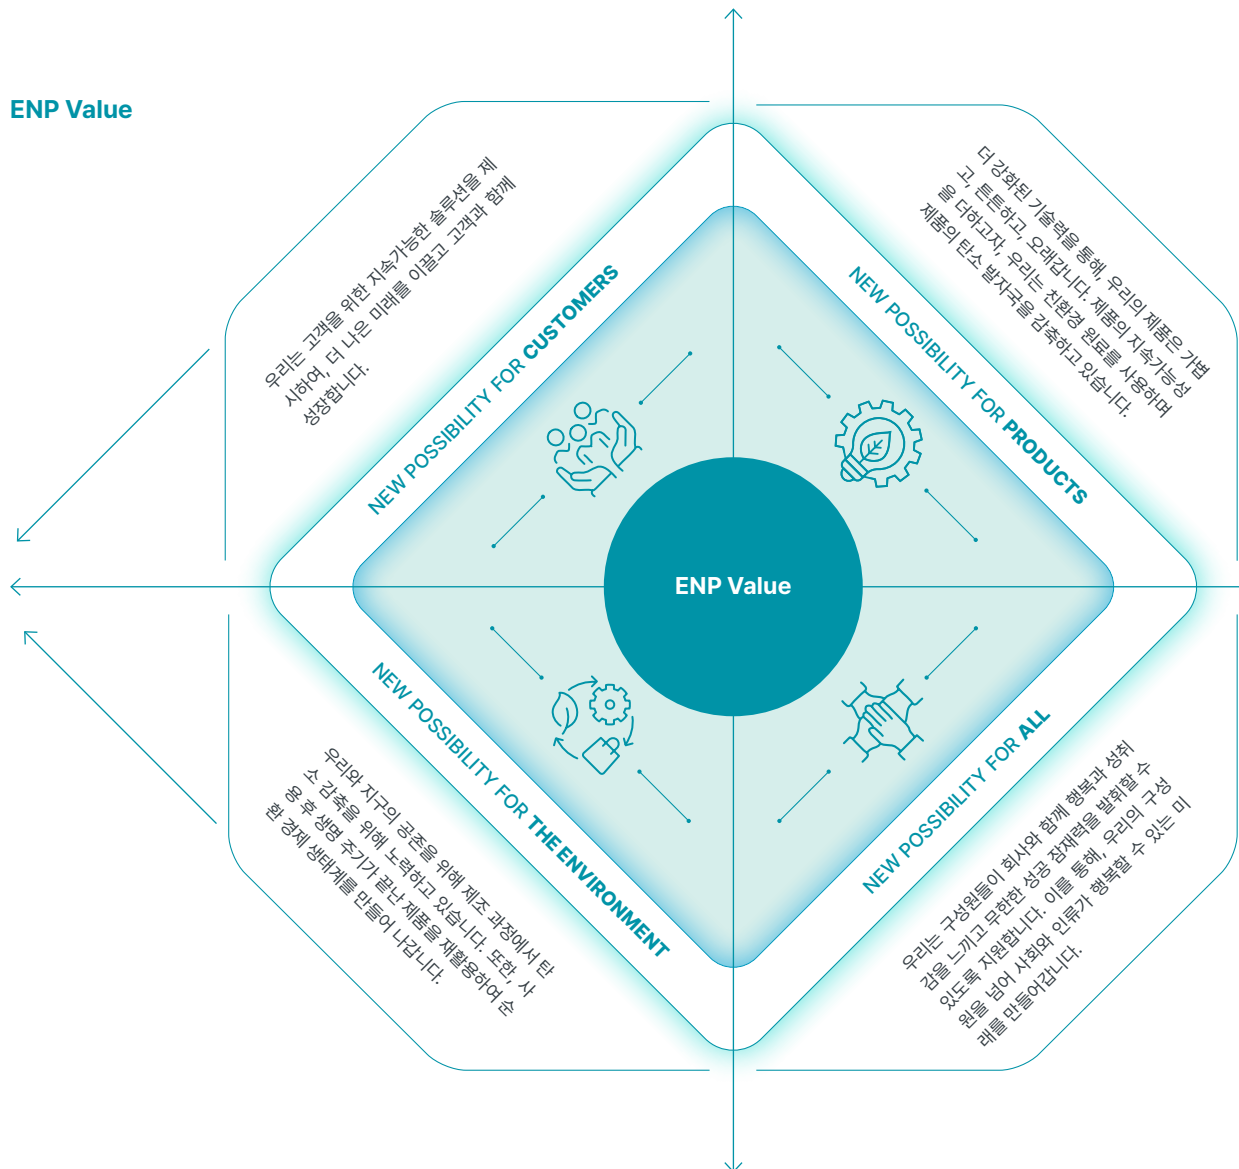 ENP Value
우리는 고객을 위한 지속가능한 솔루션을 제
시하여, 더 나은 미래를 이끌고 고객과 함께
성장합니다.
NEW POSSIBILITY FOR CUSTOMERS
더 강화된 기술력을 통해, 우리의 제품은 가볍
고, 튼튼하고, 오래갑니다. 제품의 지속가능성
을 더하고자, 우리는 친환경 원료를 사용하며
제품의 탄소 발자국을 감축하고 있습니다.
NEW POSSIBILITY FOR PRODUCTS
ENP Value
NEW POSSIBILITY FOR THE ENVIRONMENT
우리와 지구의 공존을 위해 제조 과정에서 탄
소 감축을 위해 노력하고 있습니다. 또한, 사
용 후 생명 주기가 끝난 제품을 재활용하여 순
환 경제 생태계를 만들어 나갑니다.
NEW POSSIBILITY FOR ALL
우리는 구성원들이 회사와 함께 행복과 성취
감을 느끼고 무한한 성공 잠재력을 발휘할 수
있도록 지원합니다. 이를 통해, 우리의 구성
원을 넘어 사회와 인류가 행복할 수 있는 미
래를 만들어갑니다.